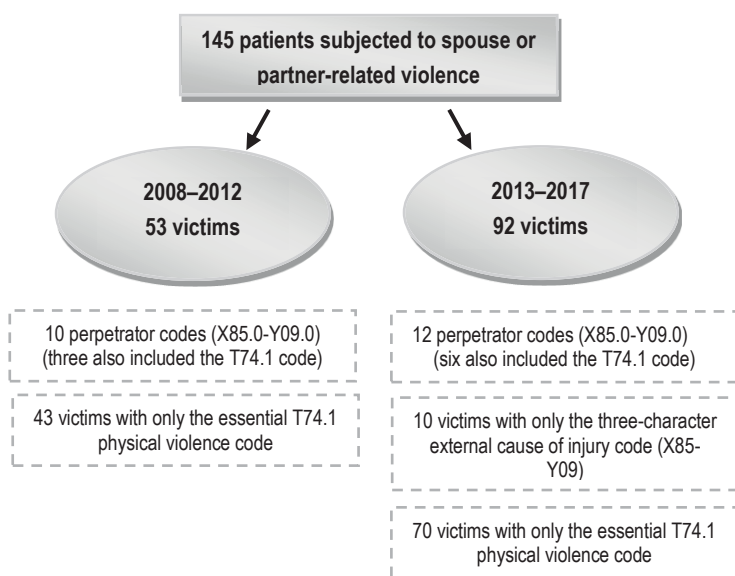 145 patients subjected to spouse or
partner-related violence
2008–2012
53 victims
2013–2017
92 victims
10 perpetrator codes (X85.0-Y09.0)
(three also included the T74.1 code)
43 victims with only the essential T74.1
physical violence code
12 perpetrator codes (X85.0-Y09.0)
(six also included the T74.1 code)
10 victims with only the three-character
external cause of injury code (X85-
Y09)
70 victims with only the essential T74.1
physical violence code